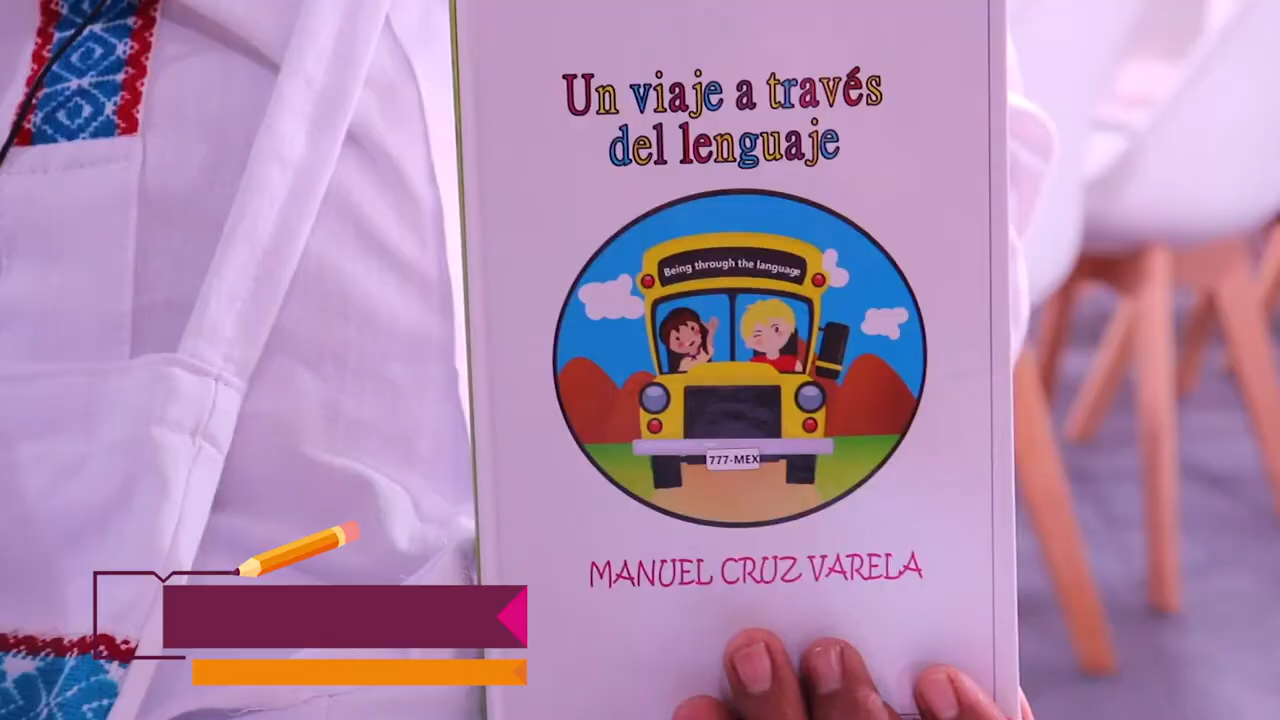 Un viaje a través
del lenguaje
Being through the language
777-MEX
MANUEL CRUZ VARELA